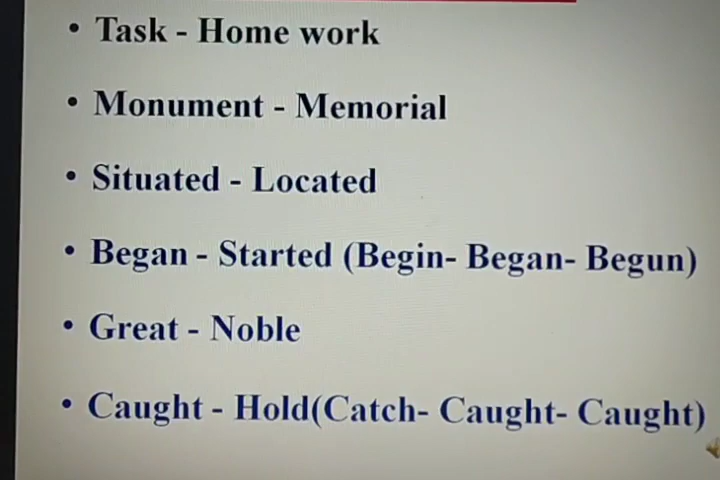 • Task - Home work
• Monument - Memorial
• Situated - Located
• Began - Started (Begin- Began- Begun)
• Great - Noble
• Caught - Hold(Catch- Caught- Caught)